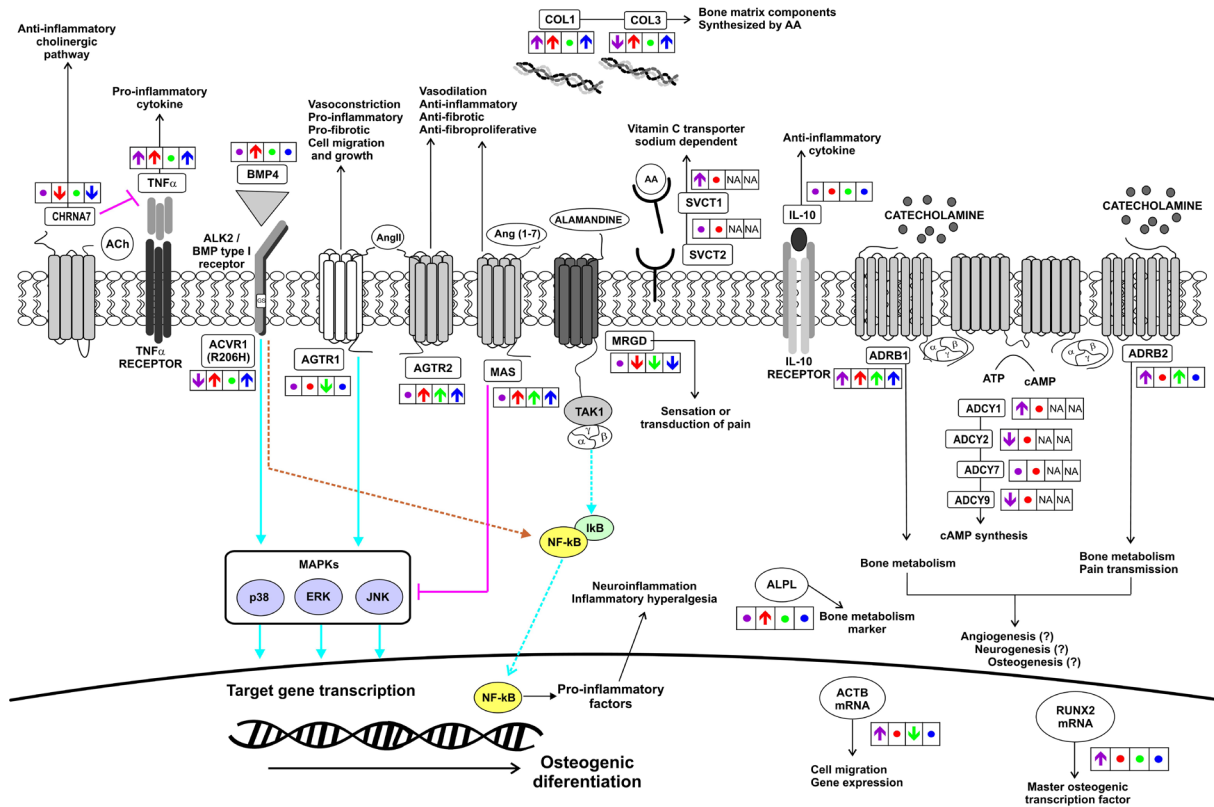 Anti-inflammatory
cholinergic
pathway
Pro-inflammatory
cytokine
TNFα
CHRNA7
ACh
TNFα
RECEPTOR
BMP4
ALK2 /
BMP type I
receptor
GS
ACVR1
(R206H)
Vasoconstriction
Pro-inflammatory
Pro-fibrotic
Cell migration
and growth
AngII
AGTR1
Vasodilation
Anti-inflammatory
Anti-fibrotic
Anti-fibroproliferative
Ang (1-7)
AGTR2
MAS
ALAMANDINE
MRGD
Sensation or
transduction of pain
TAK1
α γ β
COL1
COL3
Bone matrix components
Synthesized by AA
Vitamin C transporter
sodium dependent
AA
NA NA
SVCT1
NA NA
SVCT2
Anti-inflammatory
cytokine
IL-10
IL-10
RECEPTOR
CATECHOLAMINE
CATECHOLAMINE
ADRB1
α β γ
ATP
cAMP
α β γ
ADRB2
ADCY1
NA NA
ADCY2
NA NA
ADCY7
NA NA
ADCY9
NA NA
cAMP synthesis
Bone metabolism
Bone metabolism
Pain transmission
Angiogenesis (?)
Neurogenesis (?)
Osteogenesis (?)
IkB
NF-kB
MAPKs
p38
ERK
JNK
Neuroinflammation
Inflammatory hyperalgesia
ALPL
Bone metabolism
marker
Target gene transcription
NF-kB
Pro-inflammatory
factors
Osteogenic
diferentiation
ACTB
mRNA
Cell migration
Gene expression
RUNX2
mRNA
Master osteogenic
transcription factor